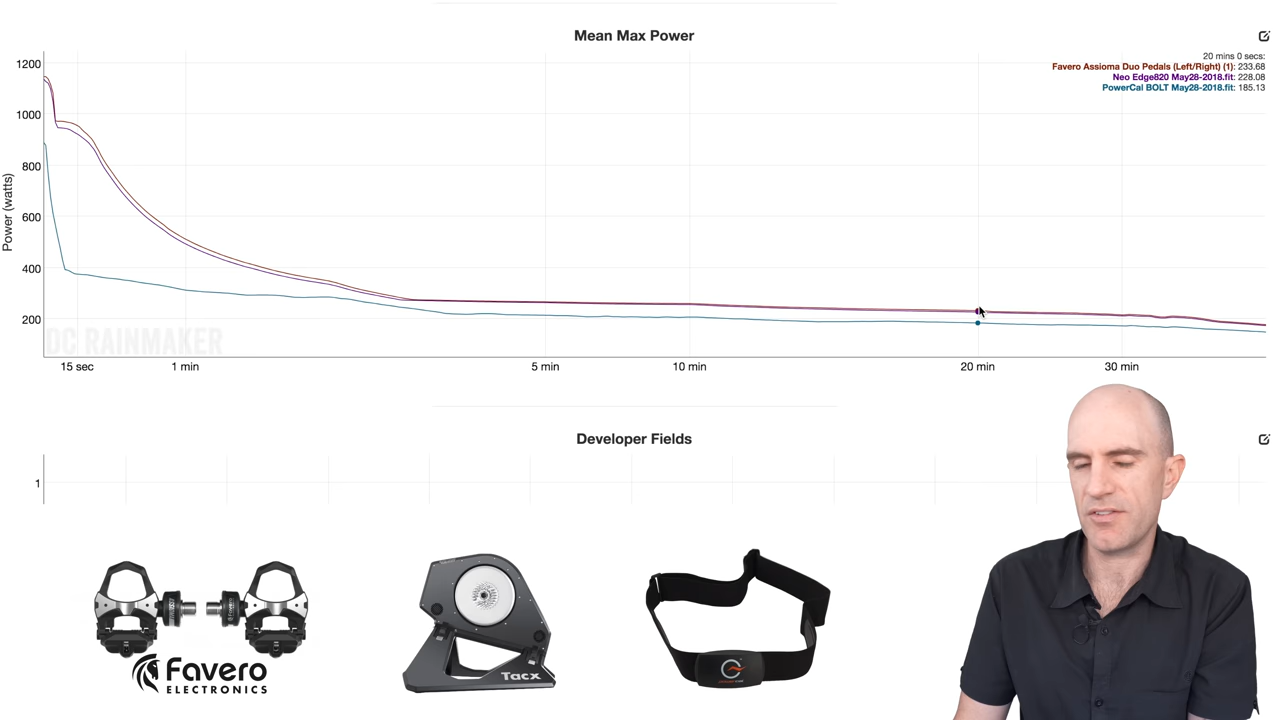 Mean Max Power
20 mins 0 secs:
Favero Assioma Duo Pedals (Left/Right) (1): 233.68
Neo Edge820 May28-2018.fit: 228.08
PowerCal BOLT May28-2018.fit: 185.13
1200
1000
800
600
400
200
Power (watts)
DC RAINMAKER
15 sec
1 min
5 min
10 min
20 min
30 min
Developer Fields
1
Favero
ELECTRONICS
Tacx